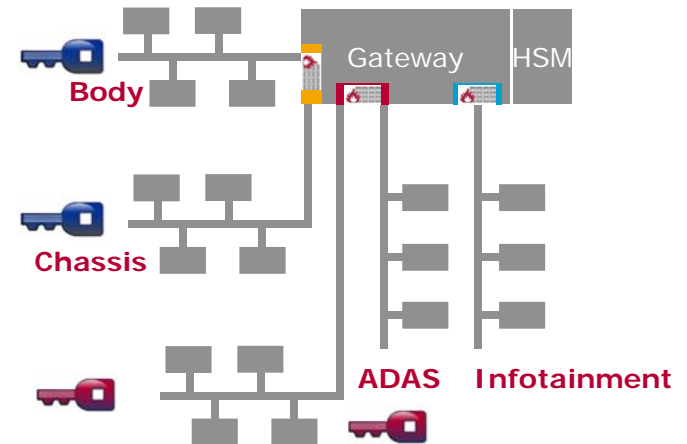 Gateway
HSM
Body
Chassis
ADAS
Infotainment